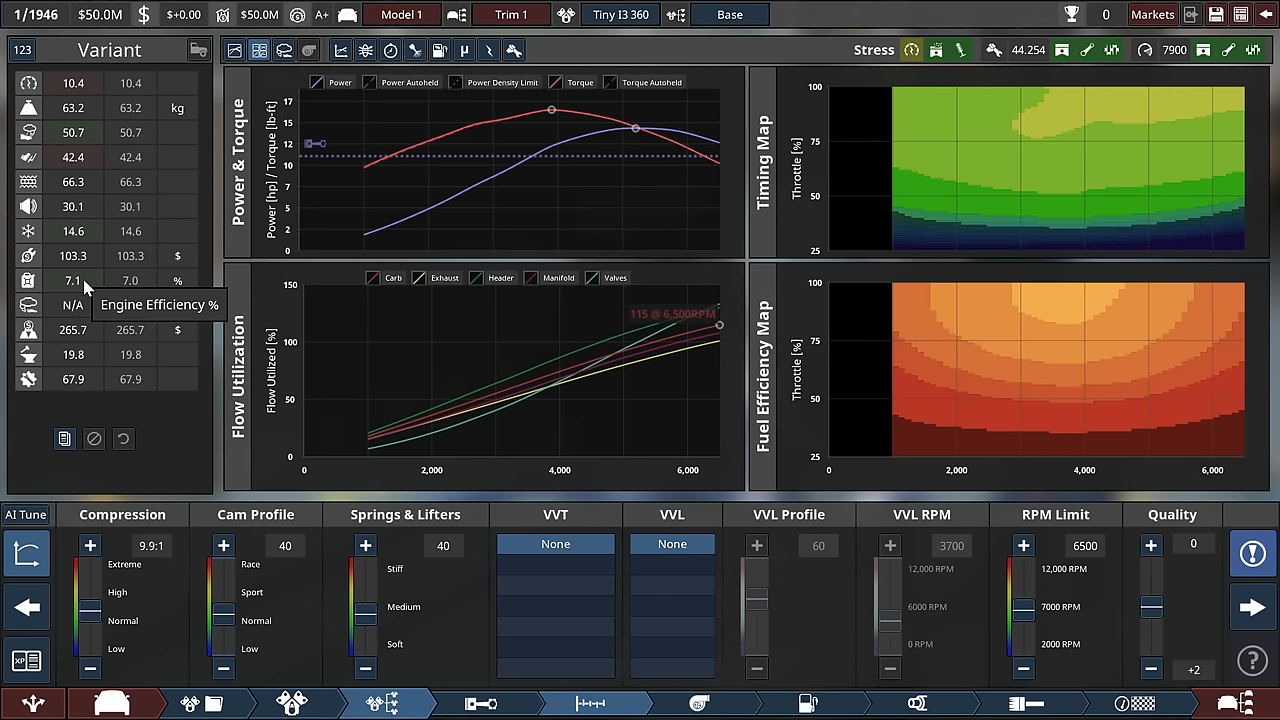 1/1946 $50.0M $ $+0.00 $50.0M A+ Model 1 Trim 1 Tiny I3 360 Base 0 Markets
123 Variant Stress 44.254 7900
10.4 10.4
63.2 63.2 kg
50.7 50.7
42.4 42.4
66.3 66.3
30.1 30.1
14.6 14.6
103.3 103.3 $
7.1 7.0 %
N/A
Engine Efficiency %
265.7 265.7 $
19.8 19.8
67.9 67.9
Power & Torque
Power [hp] / Torque [lb-ft]
Power Power Autoheld Power Density Limit Torque Torque Autoheld
17
15
12
10
7
5
2
0
Timing Map
Throttle [%]
100
75
50
25
Flow Utilization
Flow Utilized [%]
Carb Exhaust Header Manifold Valves
150
115 @ 6,500RPM
100
50
0
0 2,000 4,000 6,000
Fuel Efficiency Map
Throttle [%]
100
75
50
25
0 2,000 4,000 6,000
AI Tune Compression Cam Profile Springs & Lifters VVT VVL VVL Profile VVL RPM RPM Limit Quality
9.9:1 40 40 None None 60 3700 6500 0
Extreme Race Stiff 12,000 RPM 12,000 RPM
High Sport Medium 6000 RPM 7000 RPM
Normal Normal
Low Low Soft 0 RPM 2000 RPM
+2
XP